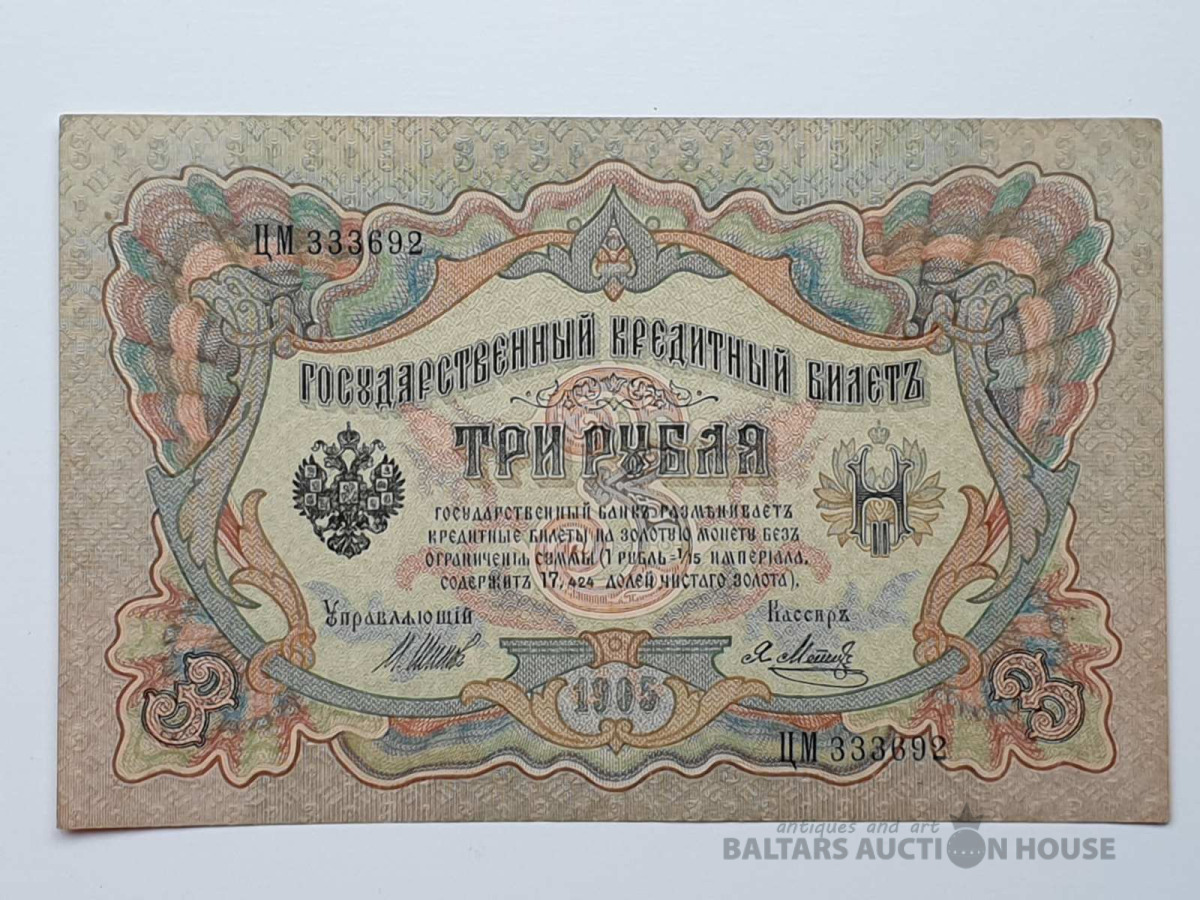 ЦМ 333692
ГОСУДАРСТВЕННЫЙ КРЕДИТНЫЙ БИЛЕТЪ
ТРИ РУБЛЯ
ГОСУДАРСТВЕННЫЙ БАНКЪ РАЗМѢНИВАЕТЪ
КРЕДИТНЫЕ БИЛЕТЫ НА ЗОЛОТУЮ МОНЕТУ БЕЗЪ
ОГРАНИЧЕНІЯ СУММЫ (1 РУБЛЬ = 1/15 ИМПЕРІАЛА,
СОДЕРЖИТЪ 17,424 ДОЛЕЙ ЧИСТАГО ЗОЛОТА).
Управляющій Кассиръ
1905
3 3
ЦМ 333692
antiques and art
BALTARS AUCTION HOUSE